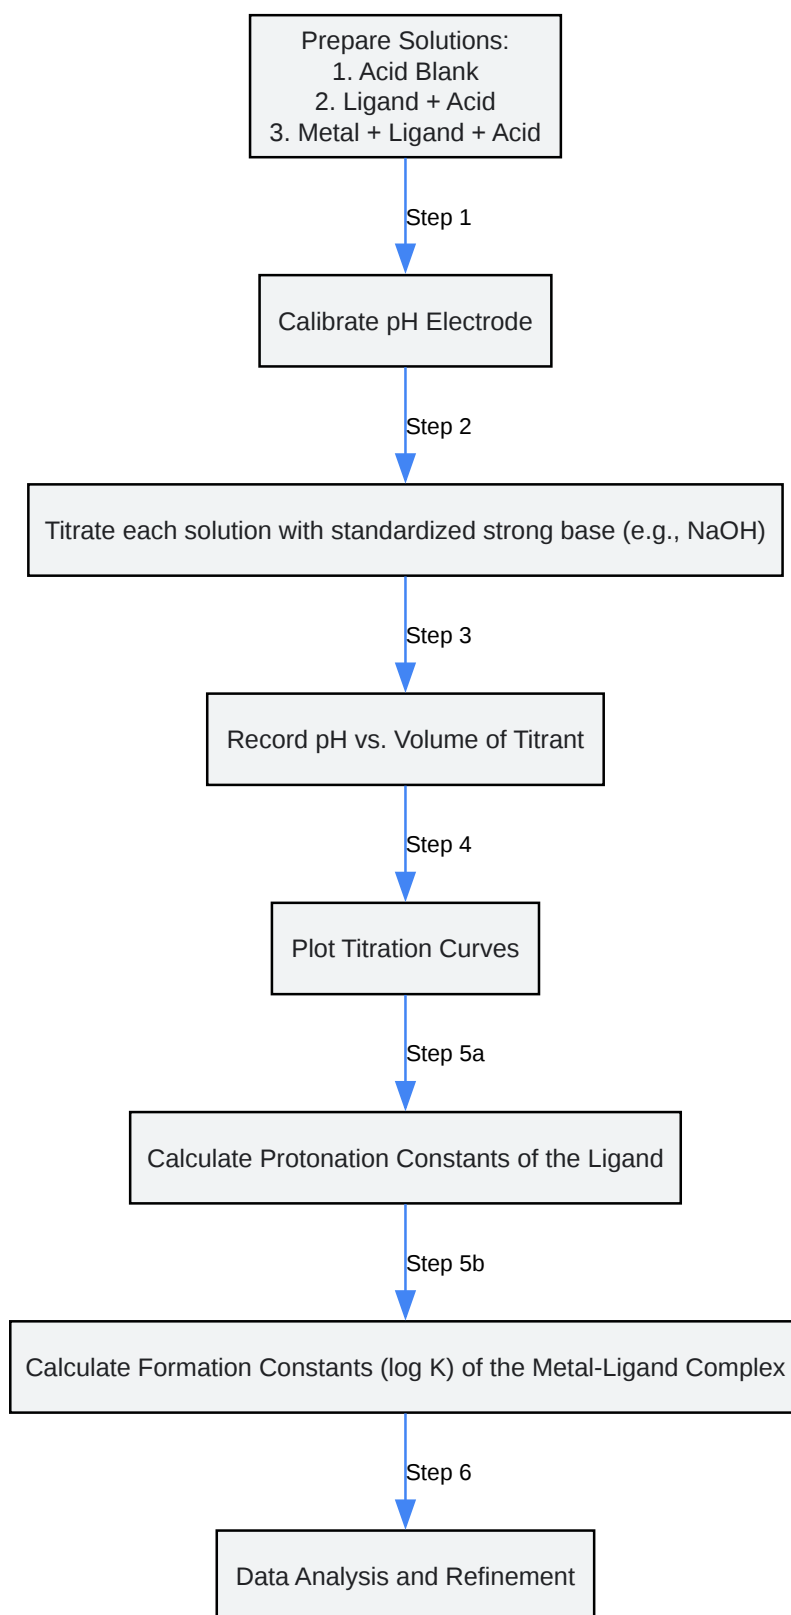 Prepare Solutions:
1. Acid Blank
2. Ligand + Acid
3. Metal + Ligand + Acid
Step 1
Calibrate pH Electrode
Step 2
Titrate each solution with standardized strong base (e.g., NaOH)
Step 3
Record pH vs. Volume of Titrant
Step 4
Plot Titration Curves
Step 5a
Calculate Protonation Constants of the Ligand
Step 5b
Calculate Formation Constants (log K) of the Metal-Ligand Complex
Step 6
Data Analysis and Refinement